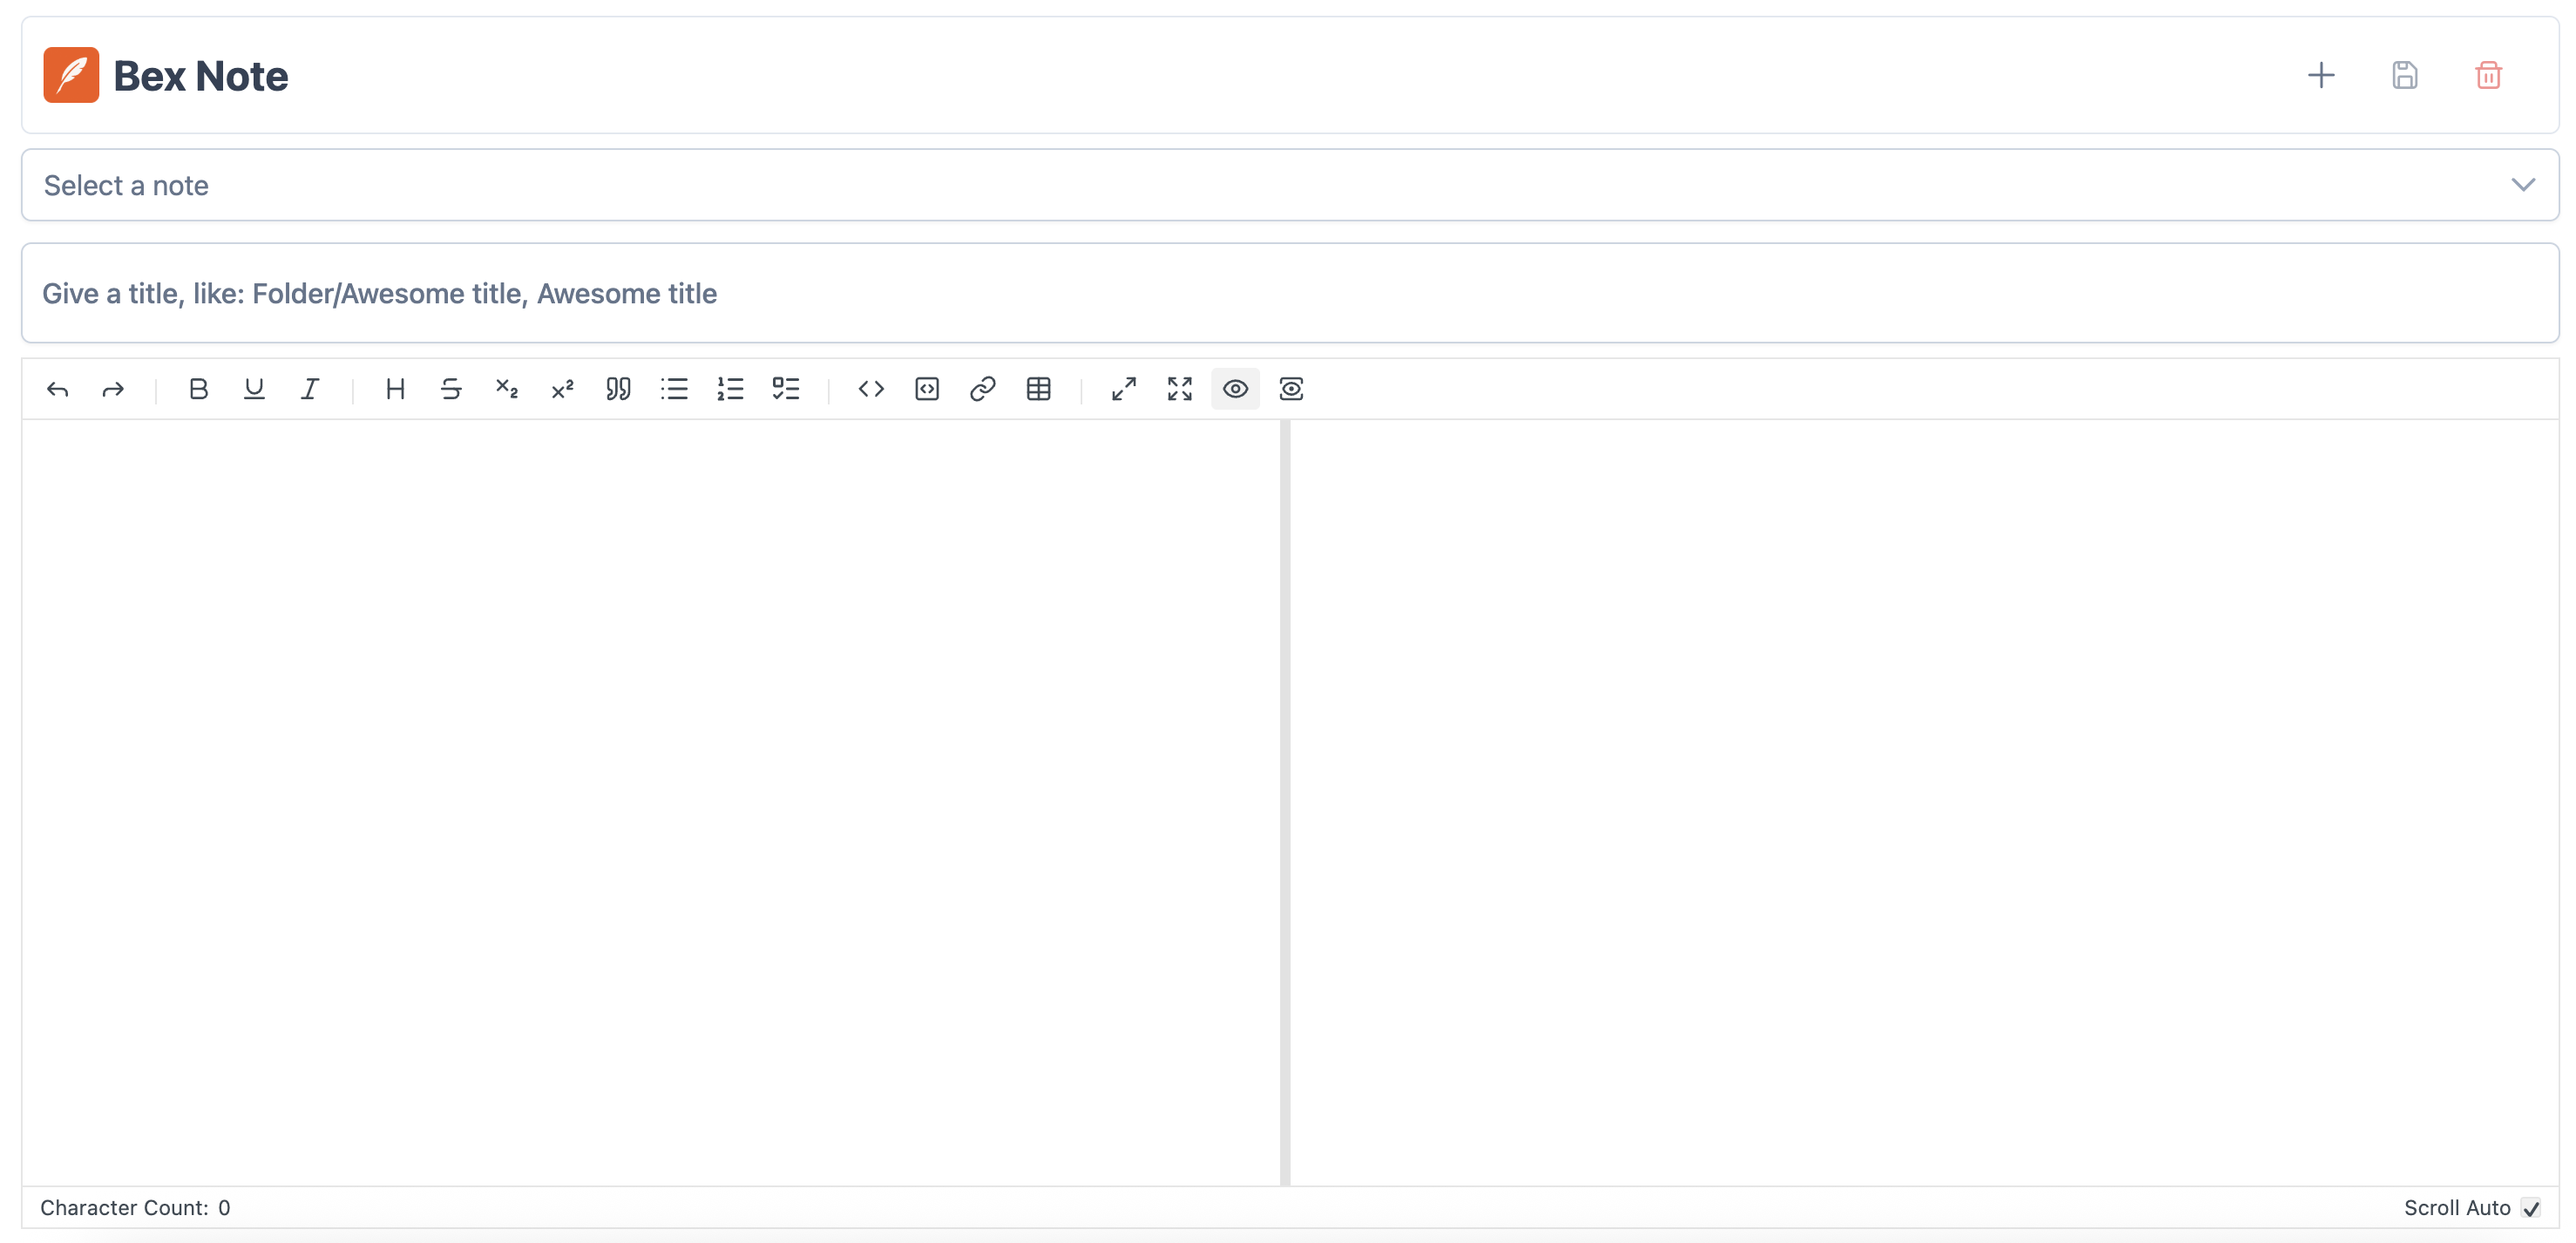 Bex Note
Select a note
Give a title, like: Folder/Awesome title, Awesome title
Character Count: 0
Scroll Auto